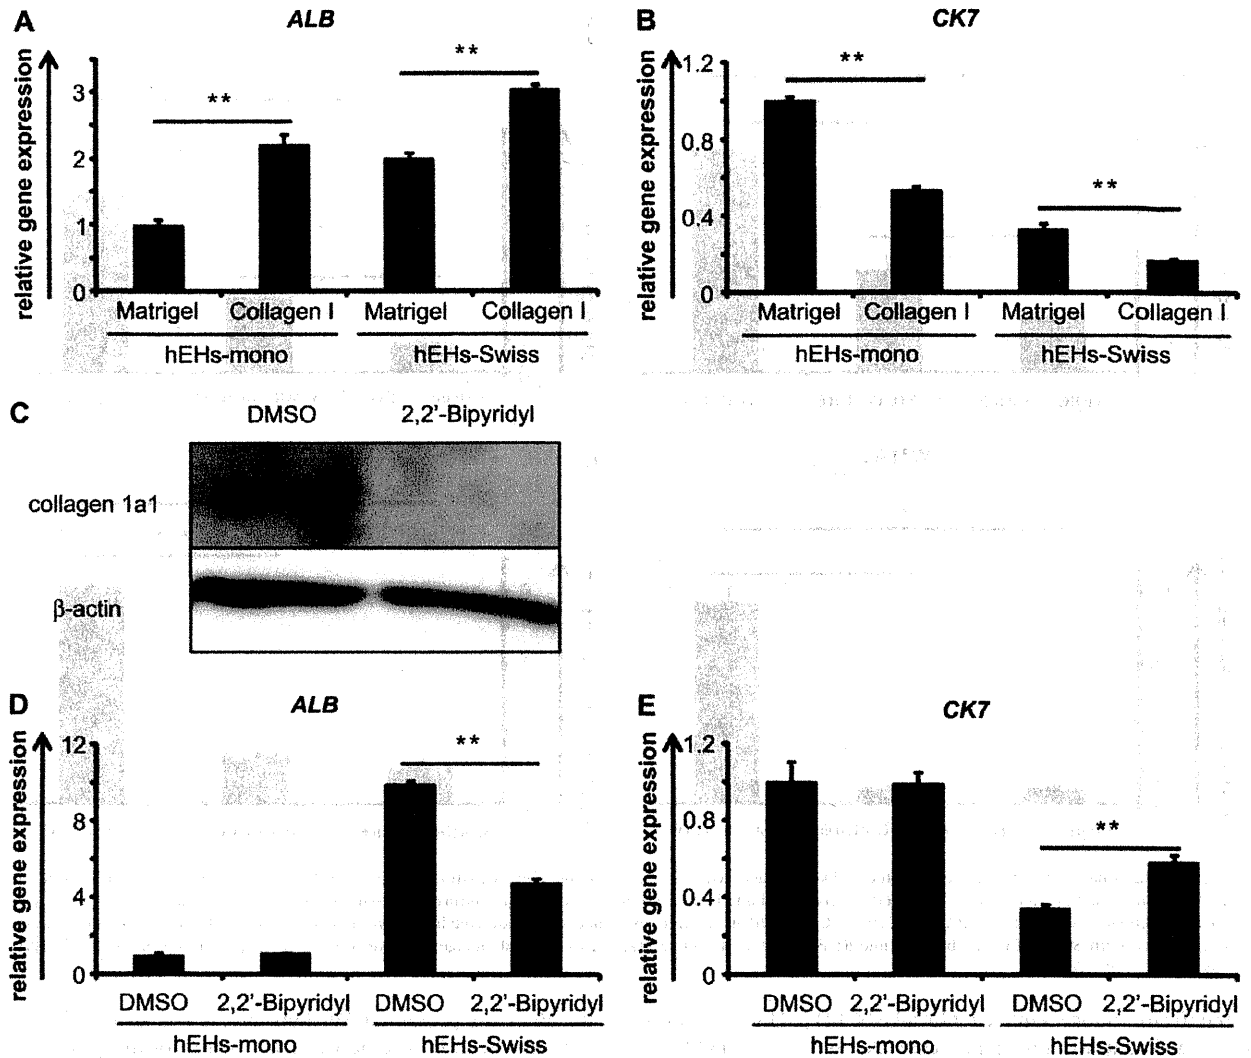 A
ALB
relative gene expression
3
2
1
0
**
**
Matrigel Collagen I Matrigel Collagen I
hEHs-mono hEHs-Swiss
B
CK7
relative gene expression
1.2
0.8
0.4
0
**
**
Matrigel Collagen I Matrigel Collagen I
hEHs-mono hEHs-Swiss
C
DMSO 2,2'-Bipyridyl
collagen 1a1
β-actin
D
ALB
relative gene expression
12
8
4
0
**
DMSO 2,2'-Bipyridyl DMSO 2,2'-Bipyridyl
hEHs-mono hEHs-Swiss
E
CK7
relative gene expression
1.2
0.8
0.4
0
**
DMSO 2,2'-Bipyridyl DMSO 2,2'-Bipyridyl
hEHs-mono hEHs-Swiss